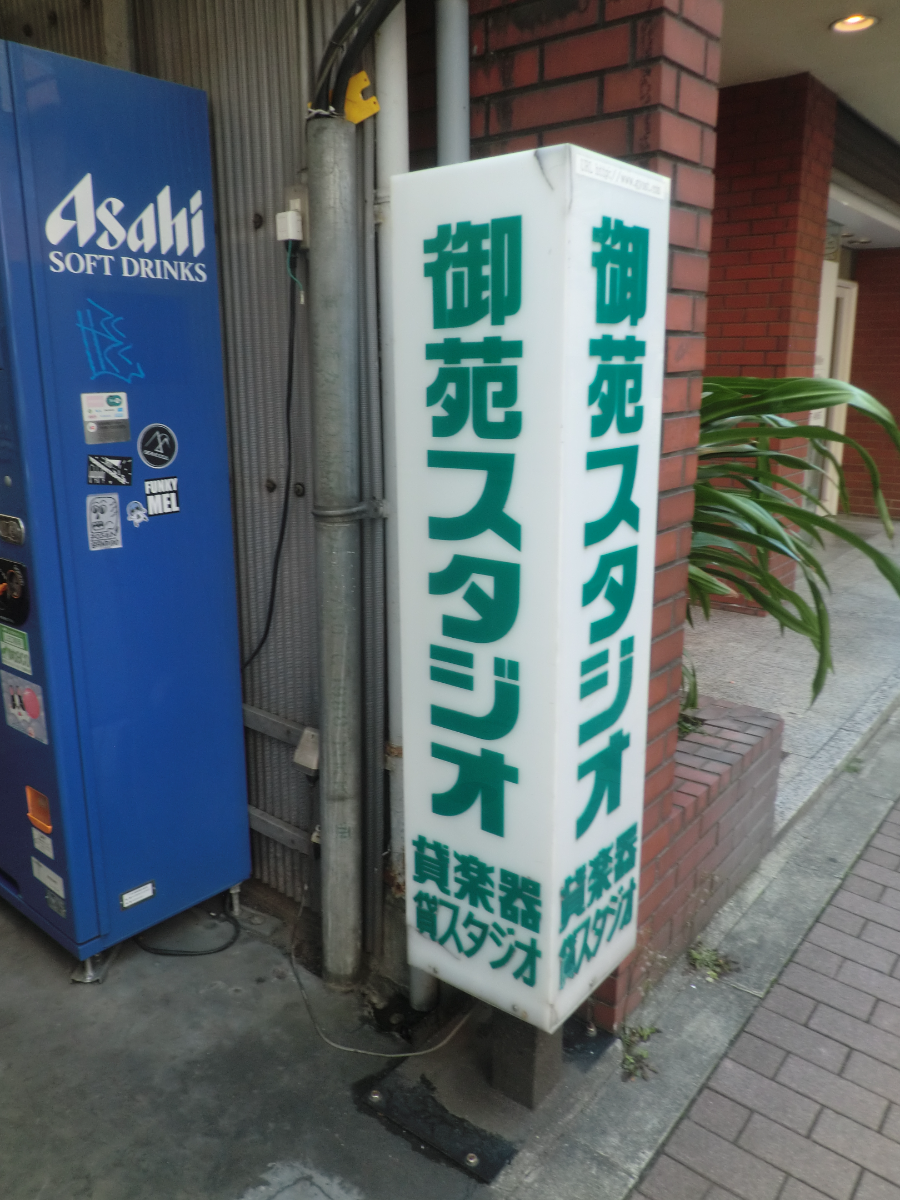 Asahi
SOFT DRINKS
FUNKY
MEL
御苑スタジオ
貸楽器
貸スタジオ
御苑スタジオ
貸楽器
貸スタジオ